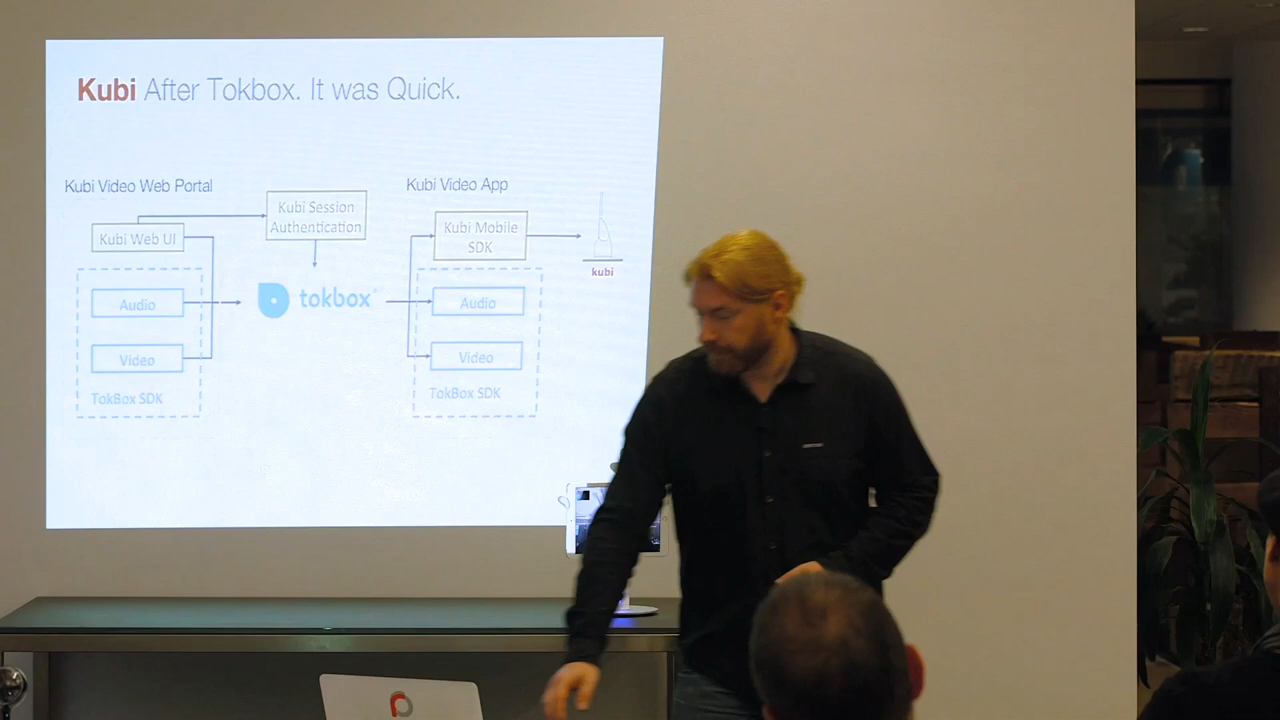 Kubi After Tokbox. It was Quick.
Kubi Video Web Portal
Kubi Web UI
Audio
Video
TokBox SDK
Kubi Session
Authentication
tokbox
Kubi Video App
Kubi Mobile
SDK
Audio
Video
TokBox SDK
kubi